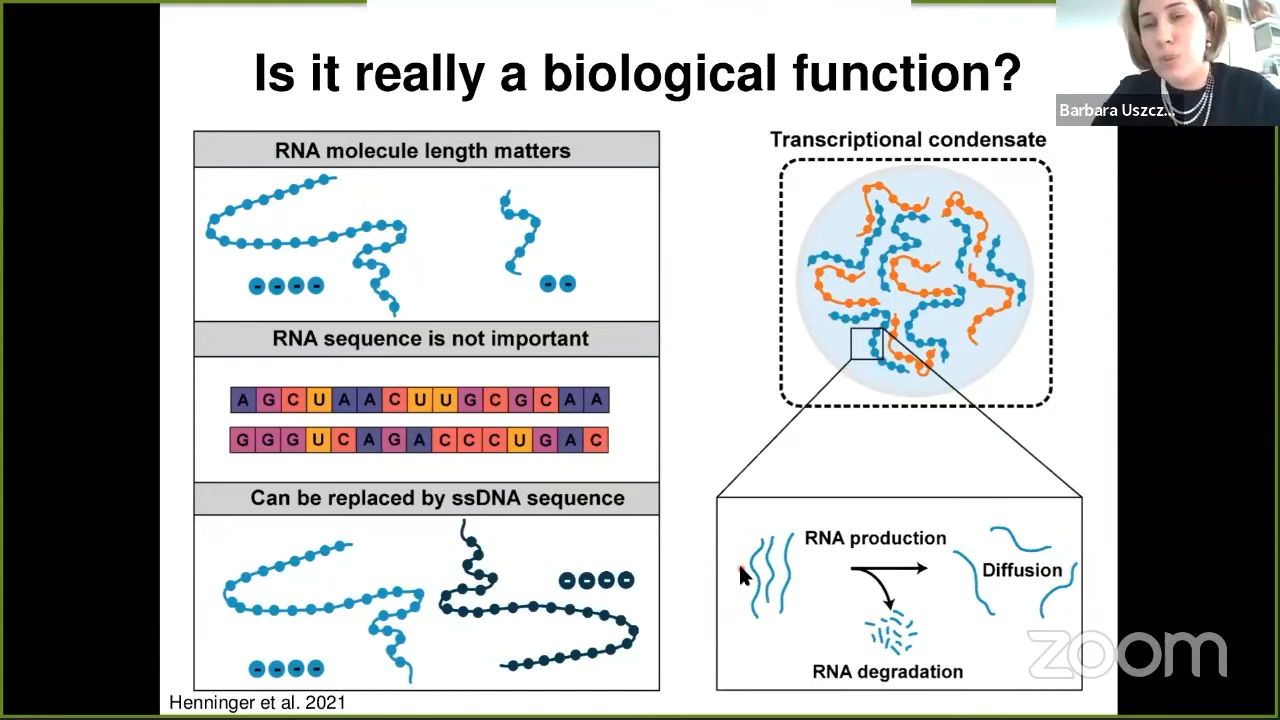 Is it really a biological function?
Barbara Uszcz...
RNA molecule length matters
RNA sequence is not important
A G C U A A C U U G C G C A A
G G G U C A G A C C C U G A C
Can be replaced by ssDNA sequence
Henninger et al. 2021
Transcriptional condensate
RNA production
Diffusion
RNA degradation
zoom